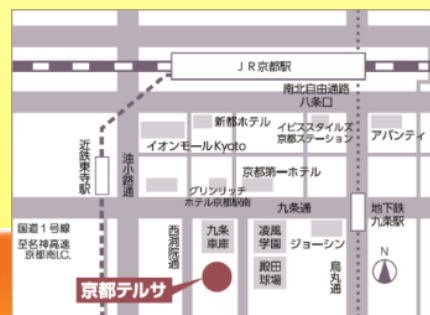 JR京都駅
南北自由通路
八条口
新都ホテル
イビススタイルズ
京都ステーション
アバンティ
イオンモールKyoto
近鉄東寺駅
油小路通
京都第一ホテル
グリンリッチ
ホテル京都駅南
九条通
地下鉄
九条駅
国道1号線
至名神高速
京都南I.C.
西洞院通
九条
車庫
凌風
学園
ジョーシン
殿田
球場
烏丸通
N
京都テルサ